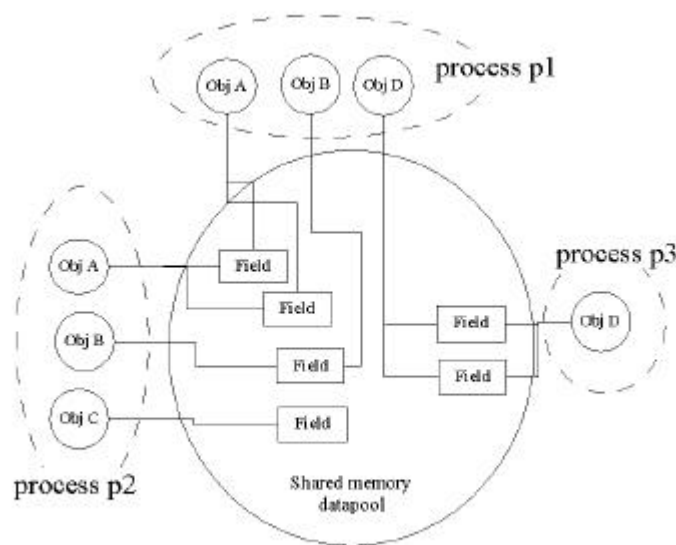 process p1
Obj A
Obj B
Obj D
process p3
Obj A
Field
Field
Field
Obj D
Obj B
Field
Field
Obj C
Field
process p2
Shared memory
datapool